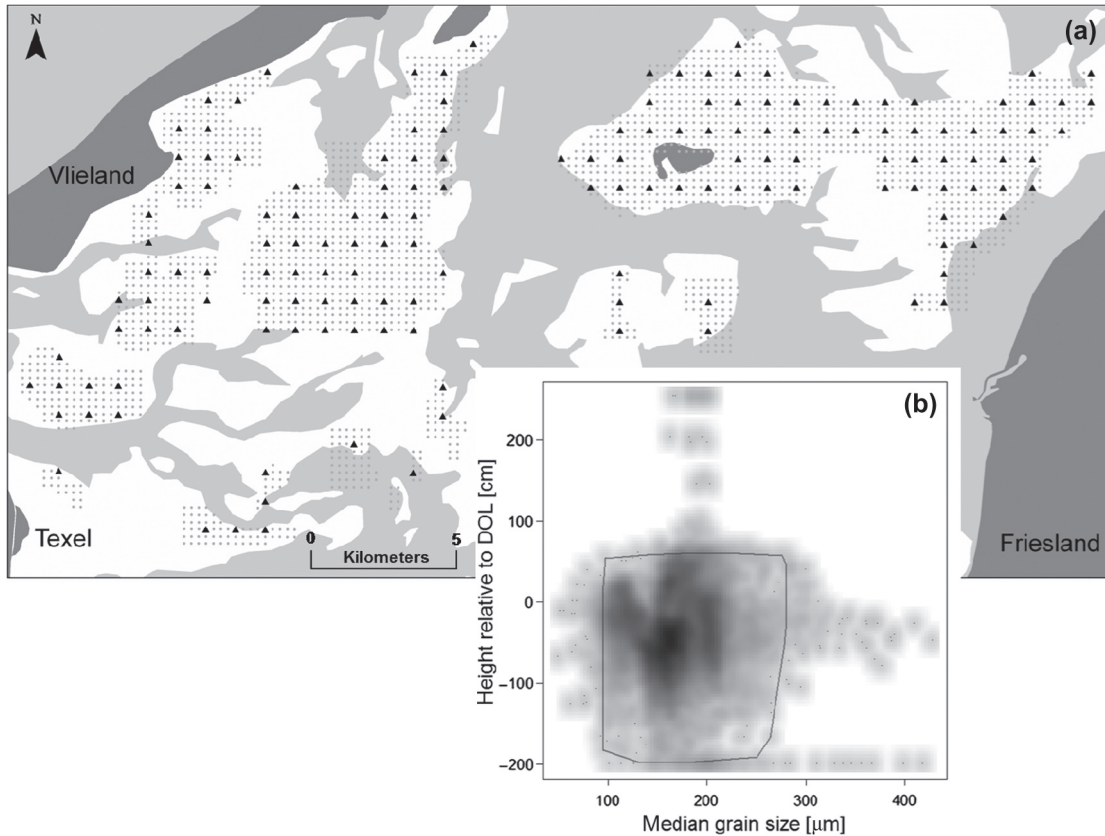 N
(a)
Vlieland
Texel
0 5
Kilometers
Friesland
(b)
Height relative to DOL [cm]
200
100
0
−100
−200
100 200 300 400
Median grain size [µm]